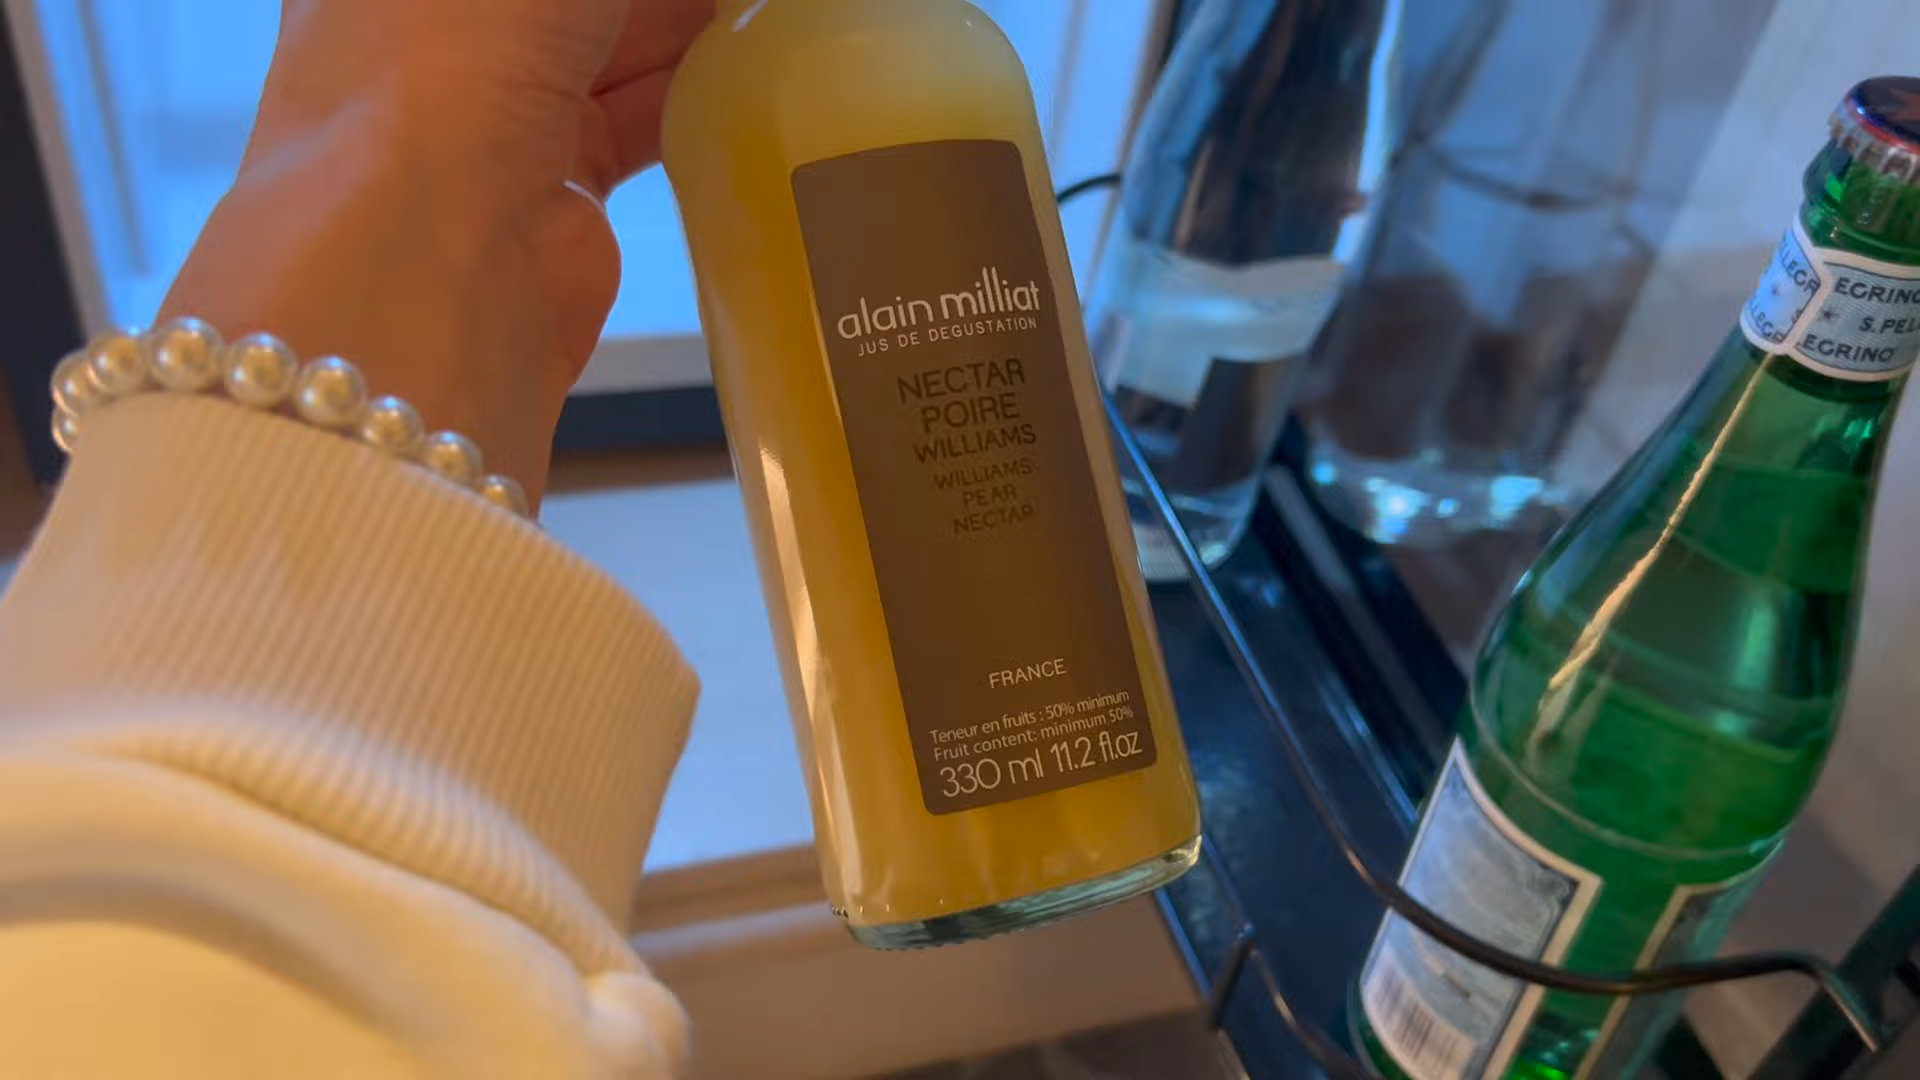 alain milliat
JUS DE DEGUSTATION
NECTAR
POIRE
WILLIAMS
WILLIAMS
PEAR
NECTAR
FRANCE
Teneur en fruits : 50% minimum
Fruit content: minimum 50%
330 ml 11.2 fl.oz
EGRINO
S.PEL
LEGRINO